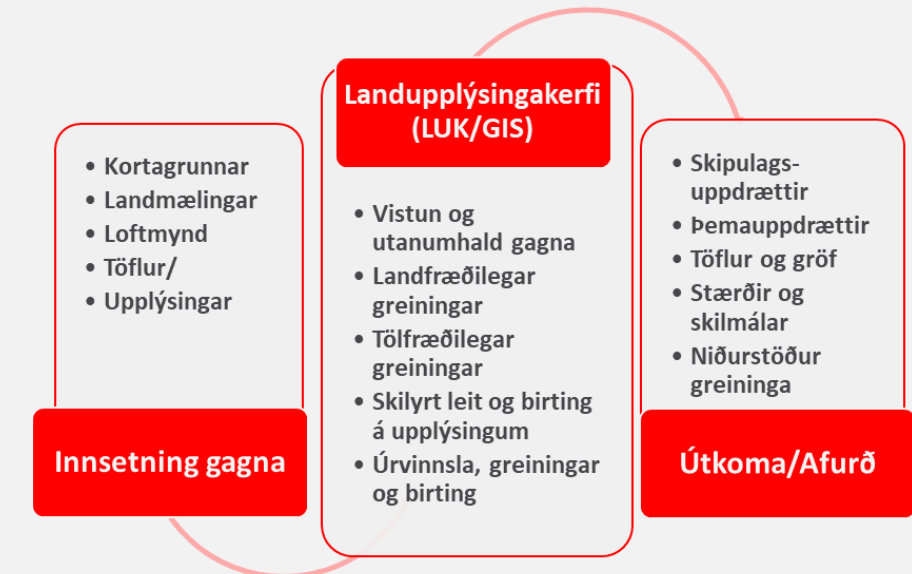 • Kortagrunnar
• Landmælingar
• Loftmynd
• Töflur/
• Upplýsingar
Innsetning gagna
Landupplýsingakerfi
(LUK/GIS)
• Vistun og
utanumhald gagna
• Landfræðilegar
greiningar
• Tölfræðilegar
greiningar
• Skilyrt leit og birting
á upplýsingum
• Úrvinnsla, greiningar
og birting
• Skipulags-
uppdrættir
• Þemauppdrættir
• Töflur og gröf
• Stærðir og
skilmálar
• Niðurstöður
greininga
Útkoma/Afurð